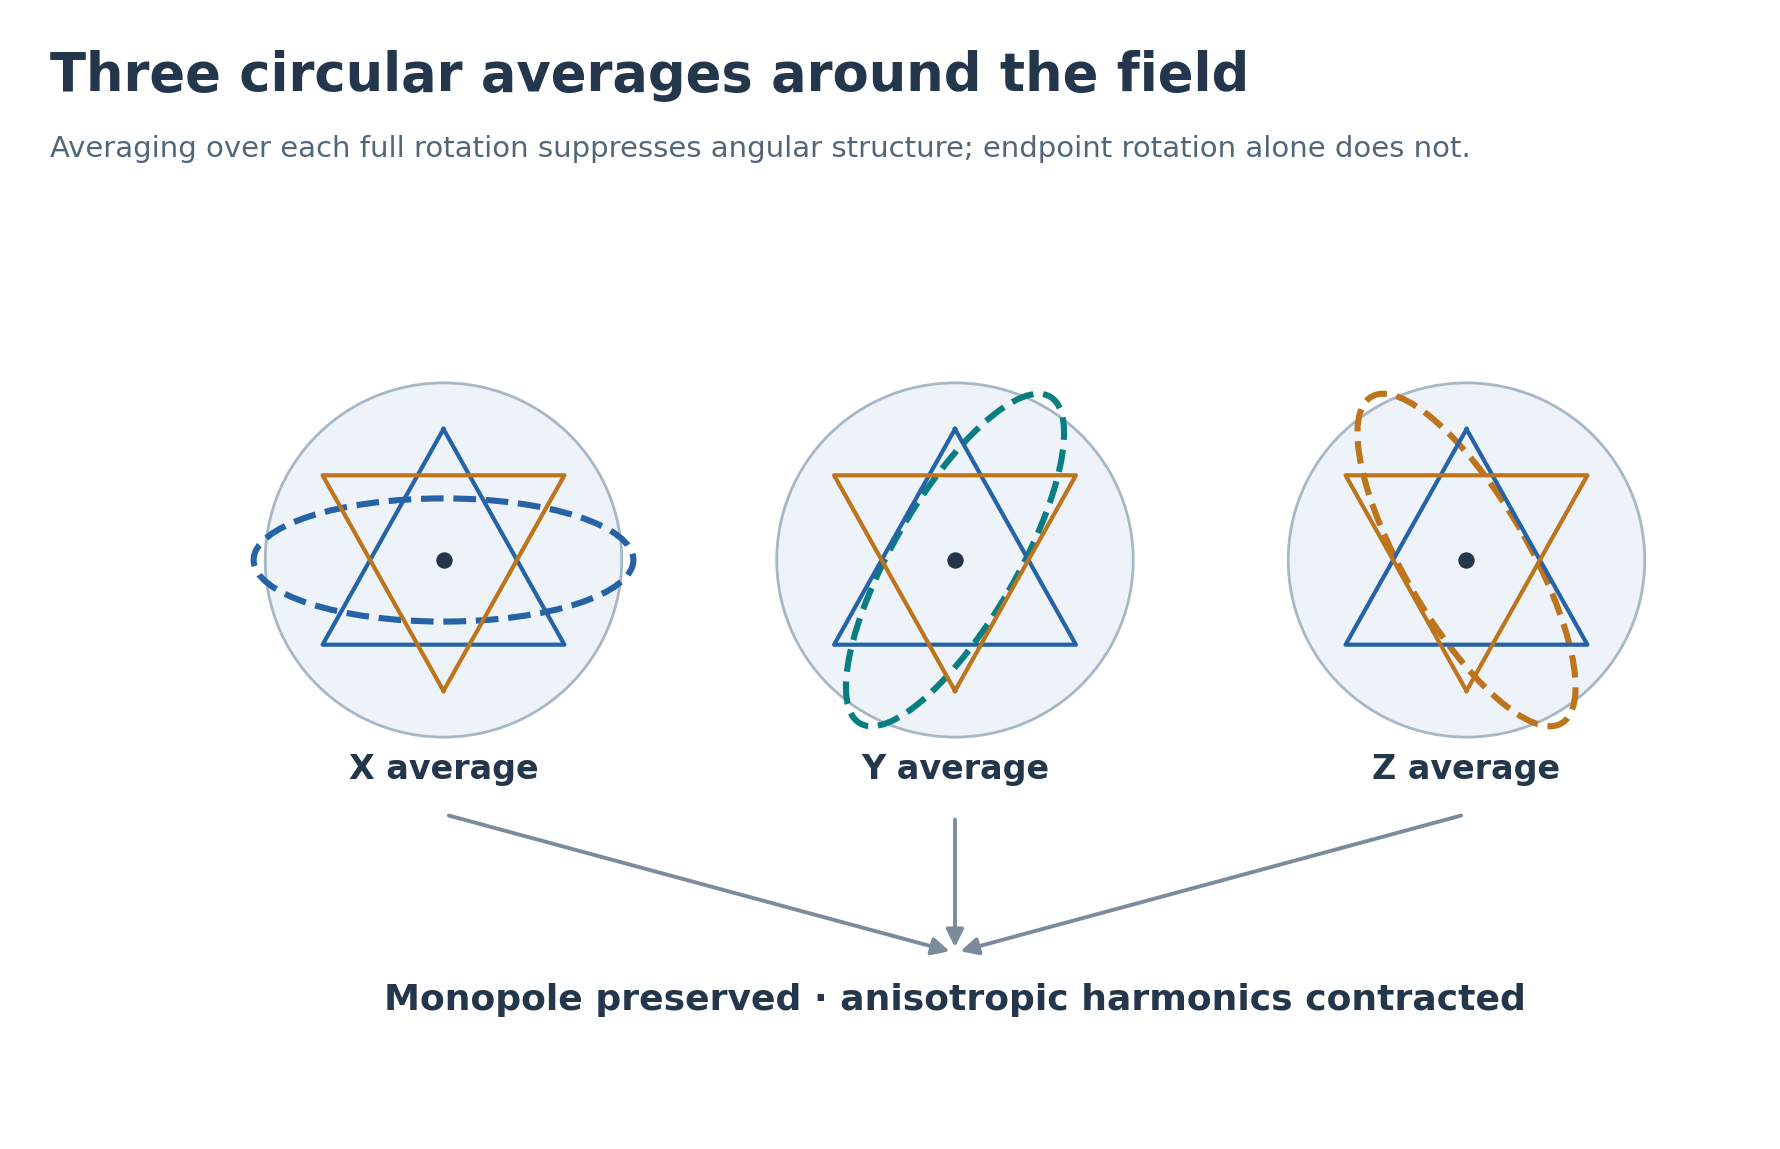 Three circular averages around the field
Averaging over each full rotation suppresses angular structure; endpoint rotation alone does not.
X average
Y average
Z average
Monopole preserved · anisotropic harmonics contracted